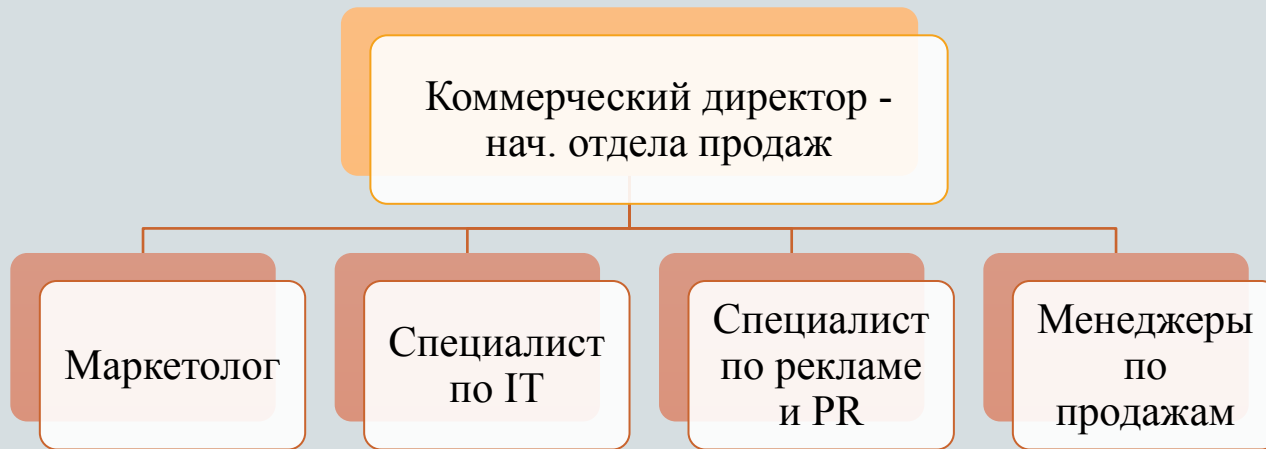 Коммерческий директор -
нач. отдела продаж
Маркетолог
Специалист
по IT
Специалист
по рекламе
и PR
Менеджеры
по
продажам